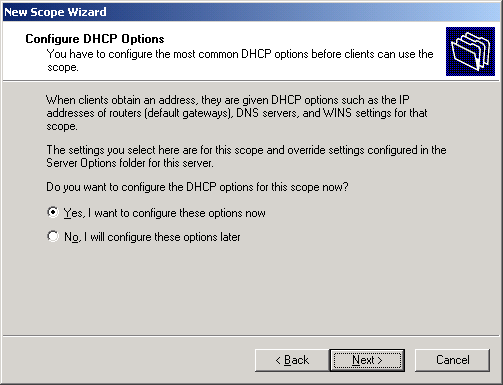 New Scope Wizard
Configure DHCP Options
You have to configure the most common DHCP options before clients can use the
scope.
When clients obtain an address, they are given DHCP options such as the IP
addresses of routers (default gateways), DNS servers, and WINS settings for that
scope.
The settings you select here are for this scope and override settings configured in the
Server Options folder for this server.
Do you want to configure the DHCP options for this scope now?
Yes, I want to configure these options now
No, I will configure these options later
< Back Next > Cancel